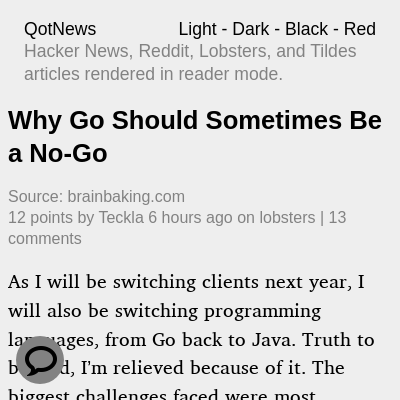 QotNews Light - Dark - Black - Red
Hacker News, Reddit, Lobsters, and Tildes
articles rendered in reader mode.
Why Go Should Sometimes Be
a No-Go
Source: brainbaking.com
12 points by Teckla 6 hours ago on lobsters | 13
comments
As I will be switching clients next year, I
will also be switching programming
from Go back to Java. Truth to
I'm relieved because of it. The
biggest challenges faced were most